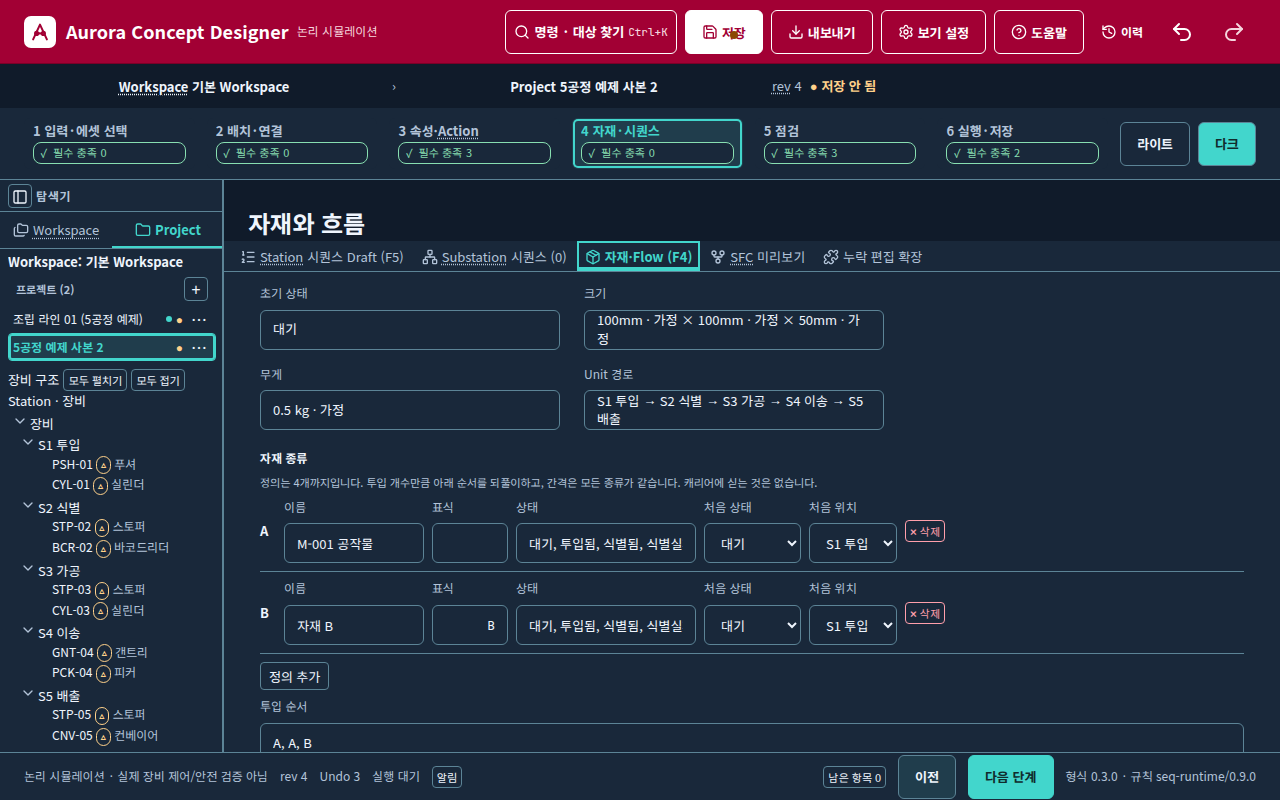 Aurora Concept Designer 논리 시뮬레이션
명령 · 대상 찾기 Ctrl+K
저장
내보내기
보기 설정
도움말
이력
Workspace 기본 Workspace
›
Project 5공정 예제 사본 2
rev 4 ● 저장 안 됨
1 입력·에셋 선택
✓ 필수 충족 0
2 배치·연결
✓ 필수 충족 0
3 속성·Action
✓ 필수 충족 3
4 자재·시퀀스
✓ 필수 충족 0
5 점검
✓ 필수 충족 3
6 실행·저장
✓ 필수 충족 2
라이트
다크
탐색기
Workspace
Project
Workspace: 기본 Workspace
프로젝트 (2)
+
조립 라인 01 (5공정 예제) ● ● ···
5공정 예제 사본 2 ● ···
장비 구조 모두 펼치기 모두 접기
Station · 장비
장비
S1 투입
PSH-01 푸셔
CYL-01 실린더
S2 식별
STP-02 스토퍼
BCR-02 바코드리더
S3 가공
STP-03 스토퍼
CYL-03 실린더
S4 이송
GNT-04 갠트리
PCK-04 피커
S5 배출
STP-05 스토퍼
CNV-05 컨베이어
자재와 흐름
Station 시퀀스 Draft (F5)
Substation 시퀀스 (0)
자재·Flow (F4)
SFC 미리보기
누락 편집 확장
초기 상태
대기
크기
100mm · 가정 × 100mm · 가정 × 50mm · 가
정
무게
0.5 kg · 가정
Unit 경로
S1 투입 → S2 식별 → S3 가공 → S4 이송 → S5
배출
자재 종류
정의는 4개까지입니다. 투입 개수만큼 아래 순서를 되풀이하고, 간격은 모든 종류가 같습니다. 캐리어에 싣는 것은 없습니다.
이름 표식 상태 처음 상태 처음 위치
A M-001 공작물 대기, 투입됨, 식별됨, 식별실 대기 S1 투입 × 삭제
이름 표식 상태 처음 상태 처음 위치
B 자재 B B 대기, 투입됨, 식별됨, 식별실 대기 S1 투입 × 삭제
정의 추가
투입 순서
A, A, B
논리 시뮬레이션 · 실제 장비 제어/안전 검증 아님 rev 4 Undo 3 실행 대기 알림
남은 항목 0
이전
다음 단계
형식 0.3.0 · 규칙 seq-runtime/0.9.0